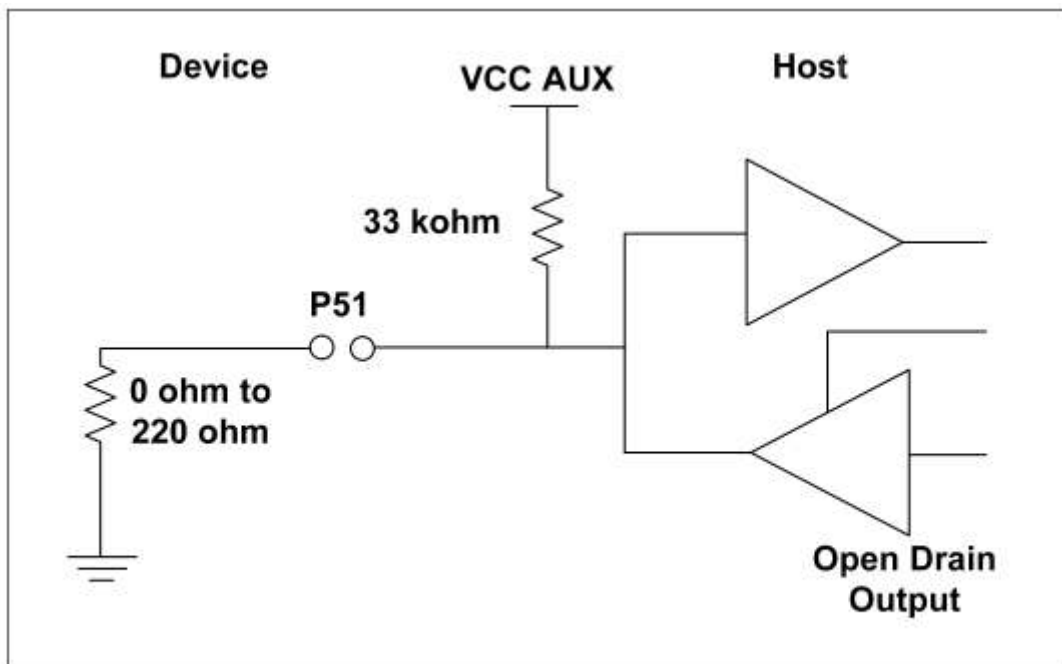 Device
VCC AUX
Host
33 kohm
P51
0 ohm to
220 ohm
Open Drain
Output